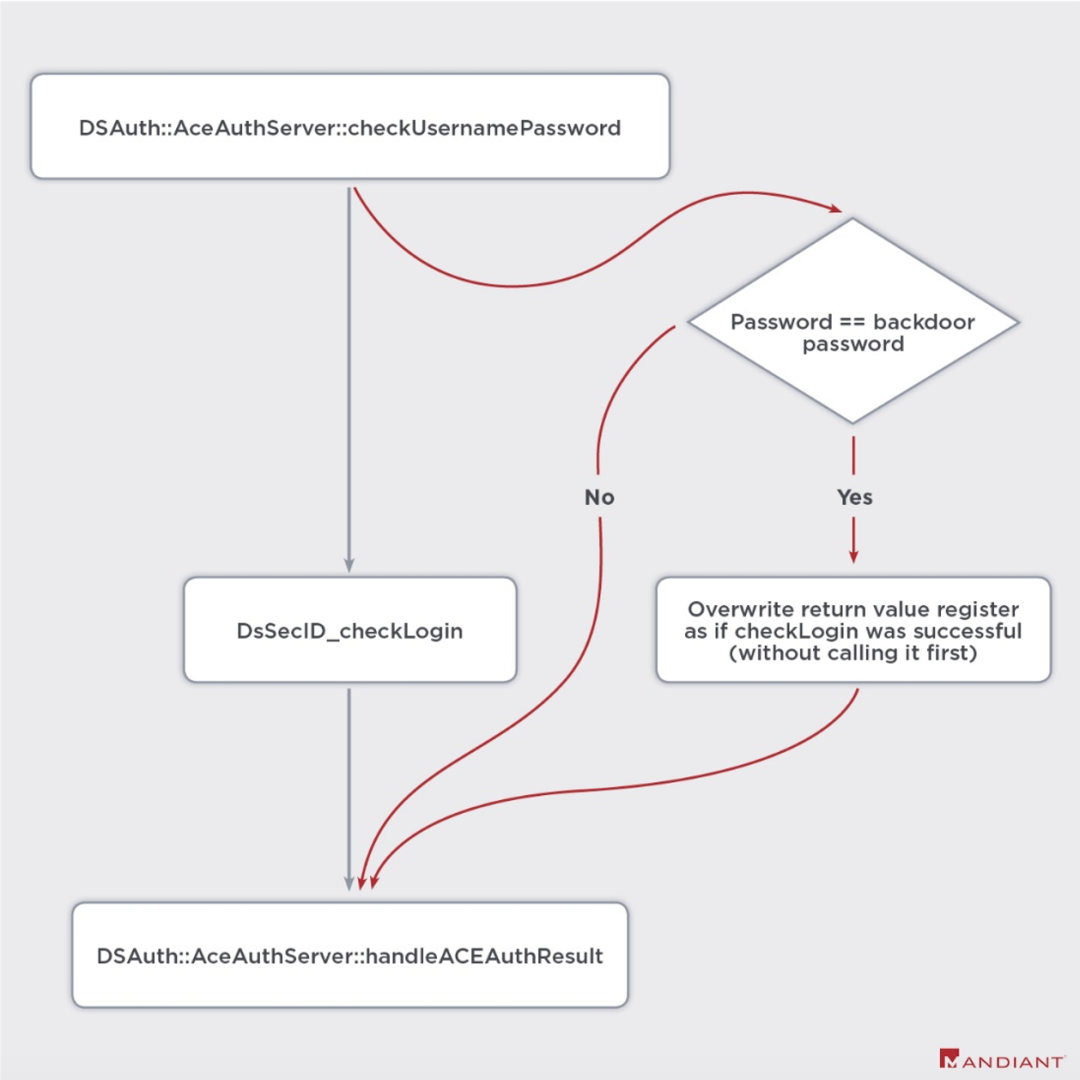 DSAuth::AceAuthServer::checkUsernamePassword
Password == backdoor
password
No
Yes
DsSecID_checkLogin
Overwrite return value register
as if checkLogin was successful
(without calling it first)
DSAuth::AceAuthServer::handleACEAuthResult
MANDIANT